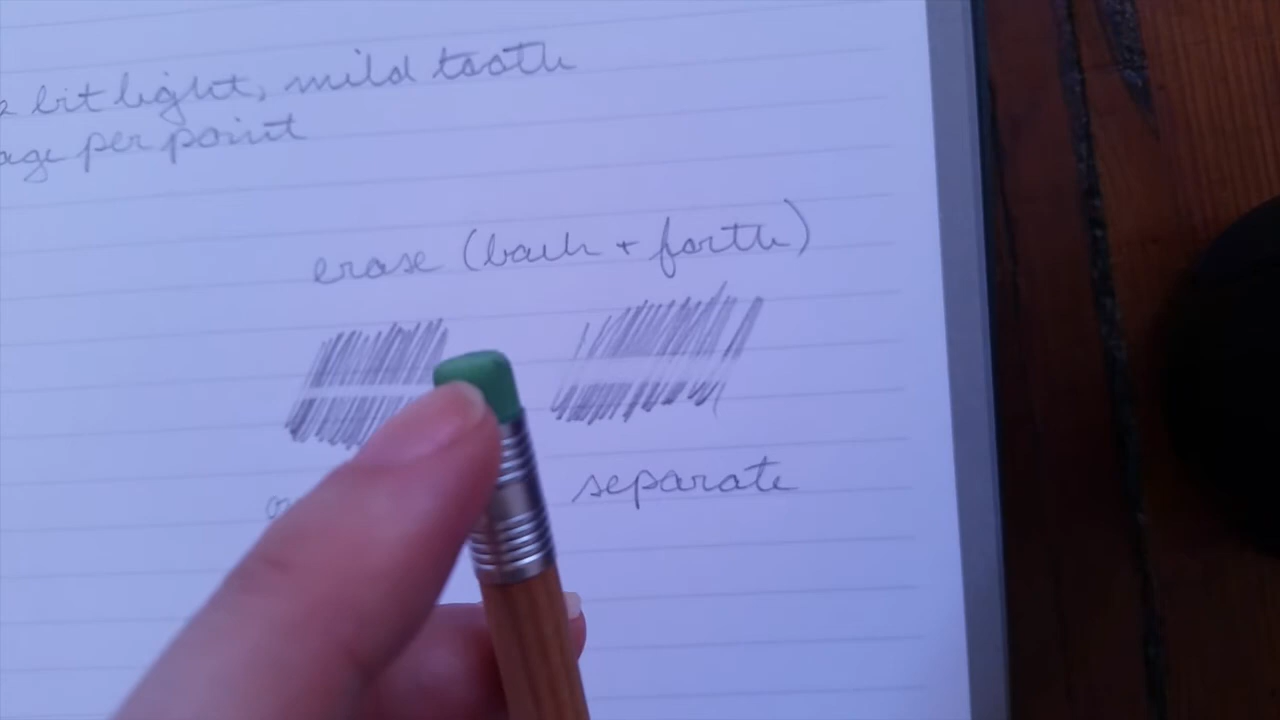 bit light, mild tooth
per point
erase (back + forth)
separate